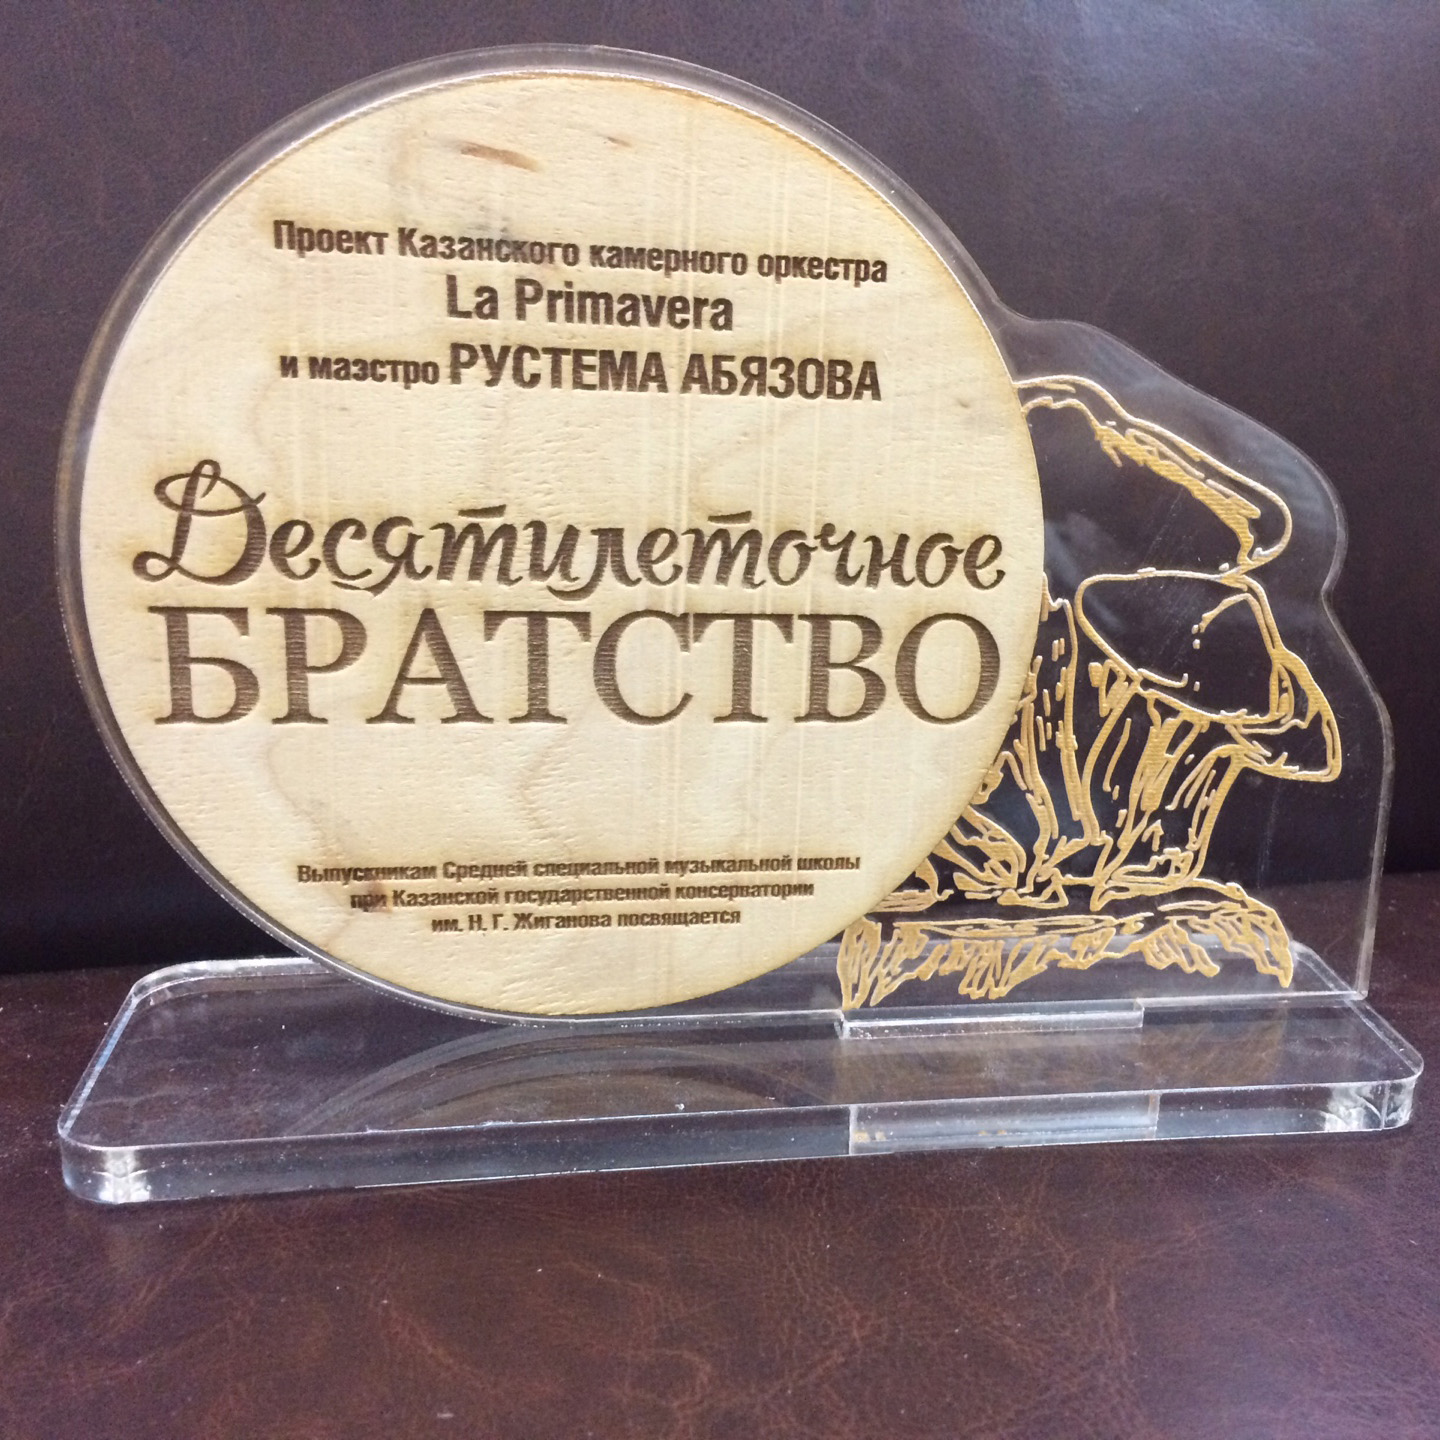 Проект Казанского камерного оркестра
La Primavera
и маэстро РУСТЕМА АБЯЗОВА
Десятилеточное
БРАТСТВО
Выпускникам Средней специальной музыкальной школы
при Казанской государственной консерватории
им. Н. Г. Жиганова посвящается